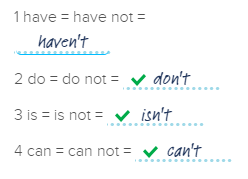 1 have = have not =
haven't
2 do = do not = ✓ don't
3 is = is not = ✓ isn't
4 can = can not = ✓ can't